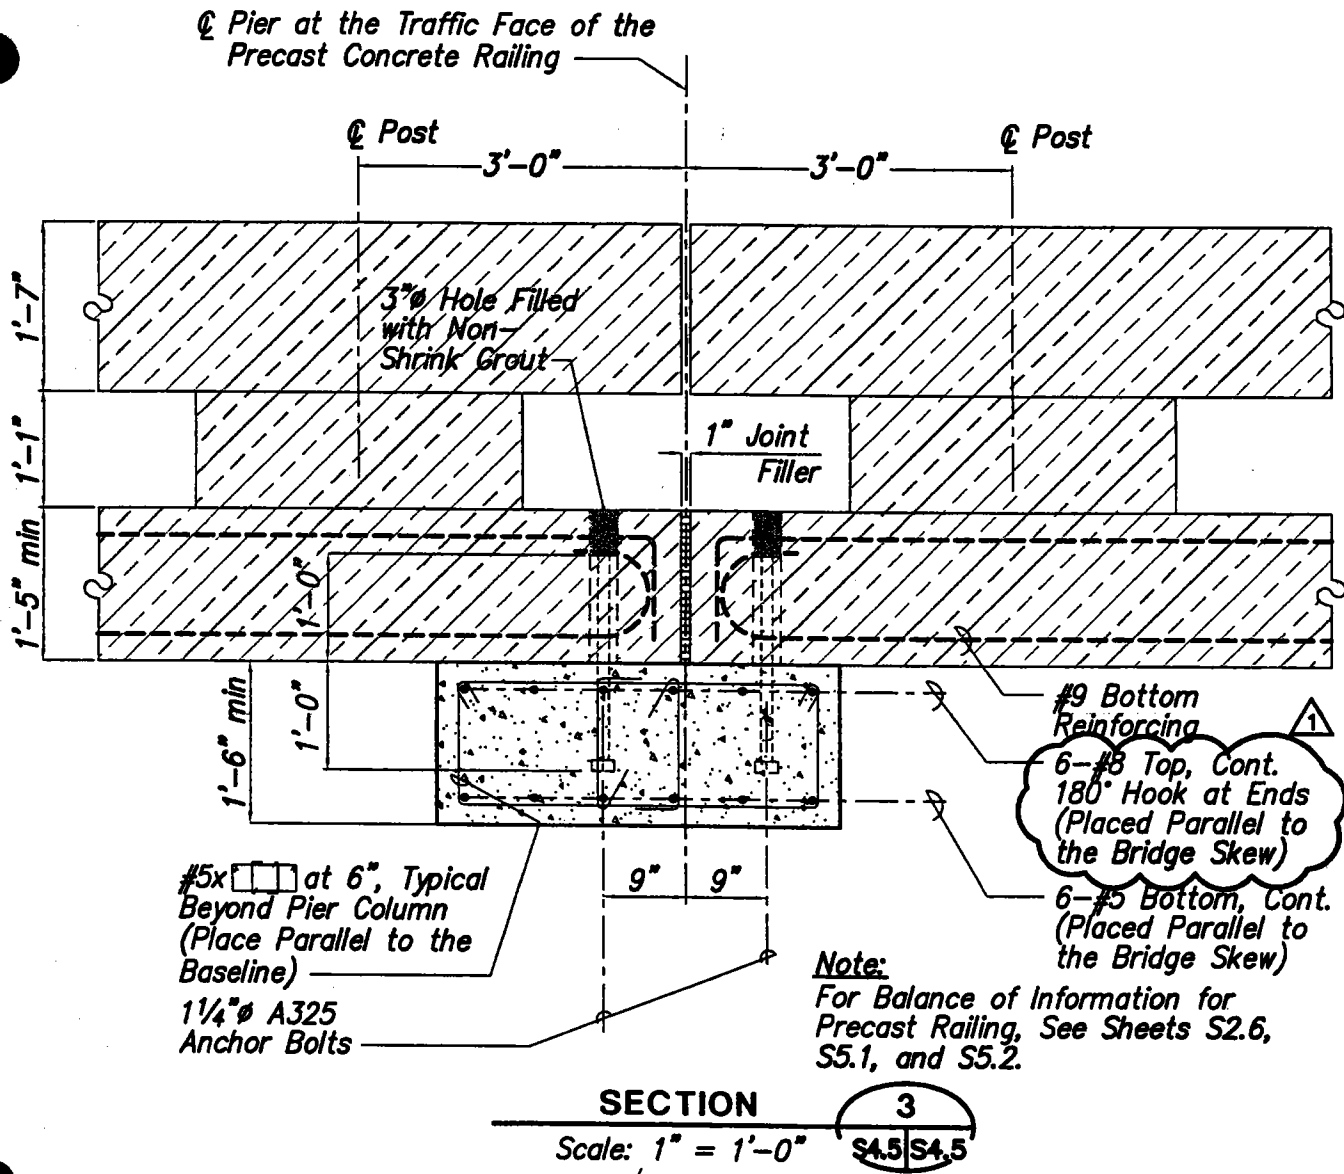 ℄ Pier at the Traffic Face of the
Precast Concrete Railing
℄ Post
℄ Post
3'-0"
3'-0"
1'-7"
3"ø Hole Filled
with Non-
Shrink Grout
1'-1"
1" Joint
Filler
1'-5" min
1'-0"
1'-0"
1'-6" min
#9 Bottom
Reinforcing
1
6-#8 Top, Cont.
180° Hook at Ends
(Placed Parallel to
the Bridge Skew)
6-#5 Bottom, Cont.
(Placed Parallel to
the Bridge Skew)
9"
9"
#5x at 6", Typical
Beyond Pier Column
(Place Parallel to the
Baseline)
1¼"ø A325
Anchor Bolts
Note:
For Balance of Information for
Precast Railing, See Sheets S2.6,
S5.1, and S5.2.
SECTION
3
Scale: 1" = 1'-0"
S4.5 S4.5